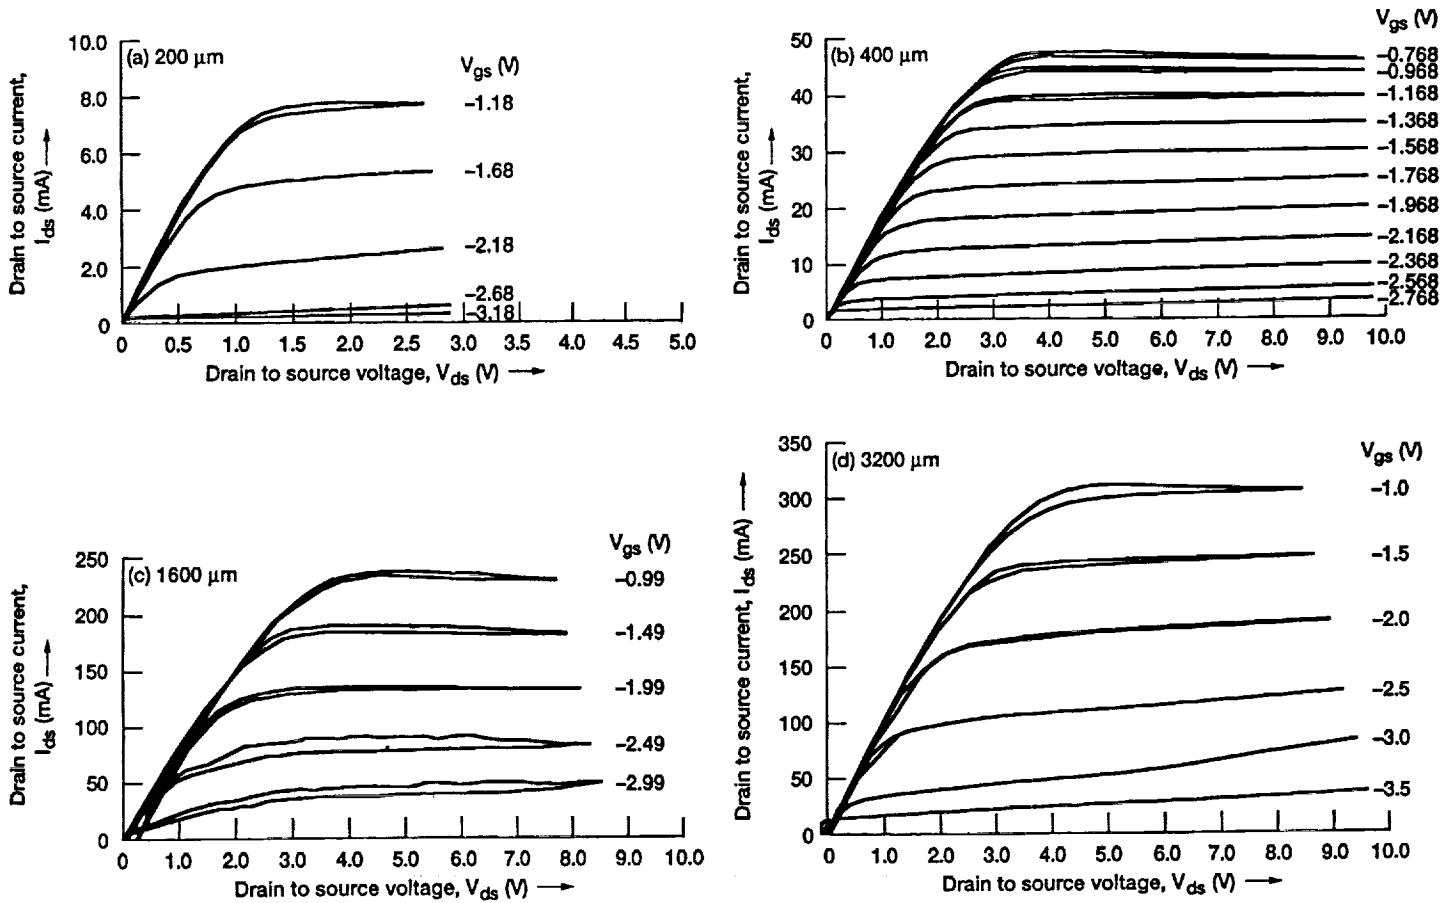 (a) 200 μm
Vgs (V)
10.0
8.0
6.0
4.0
2.0
0
−1.18
−1.68
−2.18
−2.68
−3.18
0 0.5 1.0 1.5 2.0 2.5 3.0 3.5 4.0 4.5 5.0
Drain to source current,
Ids (mA)
Drain to source voltage, Vds (V)
(b) 400 μm
Vgs (V)
50
40
30
20
10
0
−0.768
−0.968
−1.168
−1.368
−1.568
−1.768
−1.968
−2.168
−2.368
−2.568
−2.768
0 1.0 2.0 3.0 4.0 5.0 6.0 7.0 8.0 9.0 10.0
Drain to source current,
Ids (mA)
Drain to source voltage, Vds (V)
(c) 1600 μm
Vgs (V)
250
200
150
100
50
0
−0.99
−1.49
−1.99
−2.49
−2.99
0 1.0 2.0 3.0 4.0 5.0 6.0 7.0 8.0 9.0 10.0
Drain to source current,
Ids (mA)
Drain to source voltage, Vds (V)
(d) 3200 μm
Vgs (V)
350
300
250
200
150
100
50
0
−1.0
−1.5
−2.0
−2.5
−3.0
−3.5
0 1.0 2.0 3.0 4.0 5.0 6.0 7.0 8.0 9.0 10.0
Drain to source current, Ids (mA)
Drain to source voltage, Vds (V)